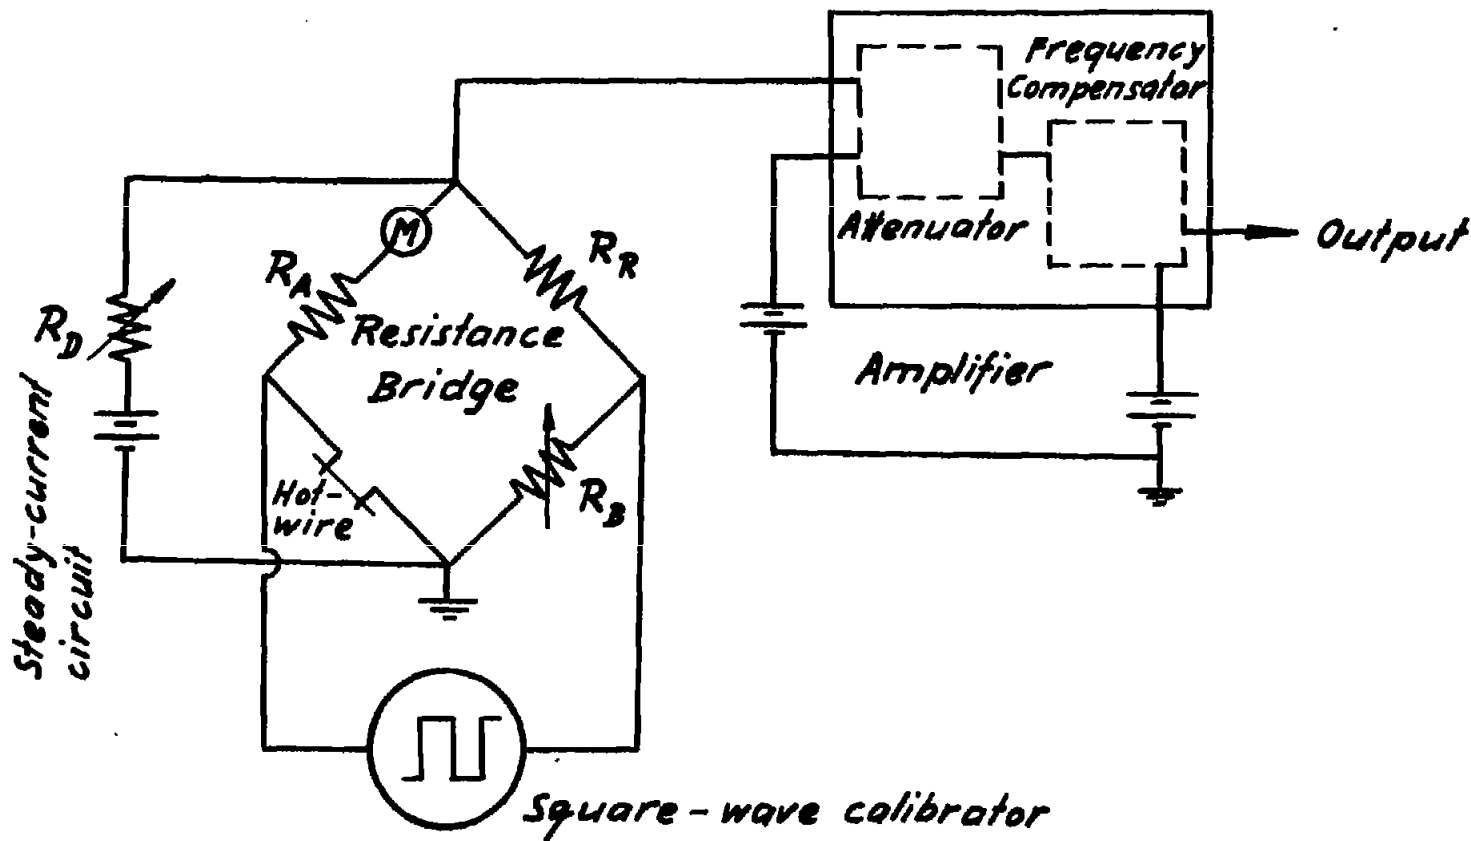 Frequency
Compensator
Attenuator
Output
Amplifier
M
R_A
R_R
R_D
Resistance
Bridge
Hot-
wire
R_B
Steady-current
circuit
Square-wave calibrator